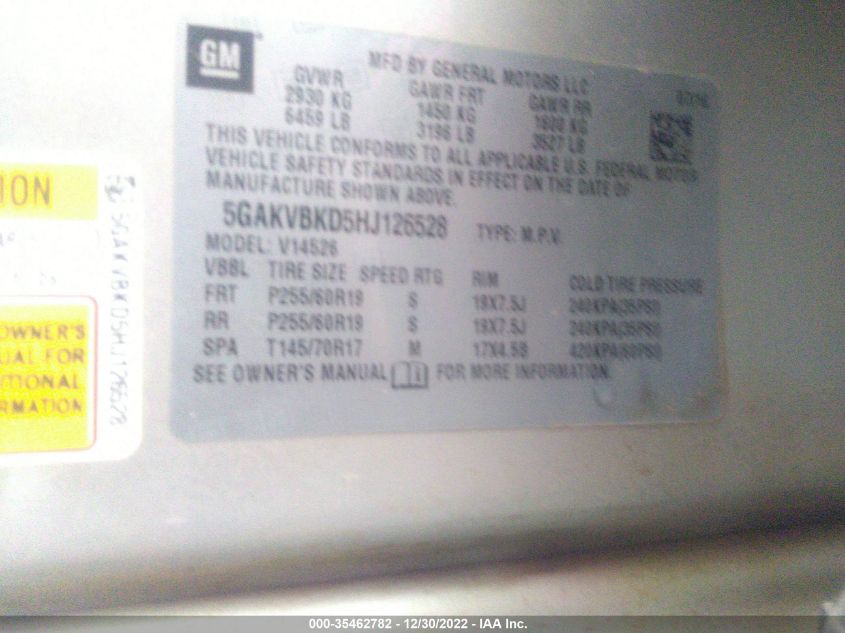 GM
MFD BY GENERAL MOTORS LLC
GVWR GAWR FRT GAWR RR
2930 KG 1450 KG 1600 KG
6459 LB 3196 LB 3527 LB
THIS VEHICLE CONFORMS TO ALL APPLICABLE U.S. FEDERAL MOTOR
VEHICLE SAFETY STANDARDS IN EFFECT ON THE DATE OF
MANUFACTURE SHOWN ABOVE.
5GAKVBKD5HJ126528 TYPE: M.P.V.
MODEL: V14526
VBBL TIRE SIZE SPEED RTG RIM COLD TIRE PRESSURE
FRT P255/60R19 S 19X7.5J 240KPA(35PSI)
RR P255/60R19 S 19X7.5J 240KPA(35PSI)
SPA T145/70R17 M 17X4.5B 420KPA(60PSI)
SEE OWNER'S MANUAL FOR MORE INFORMATION.
ION
5GAKVBKD5HJ126528
OWNER'S
UAL FOR
ITIONAL
RMATION
000-35462782 - 12/30/2022 - IAA Inc.